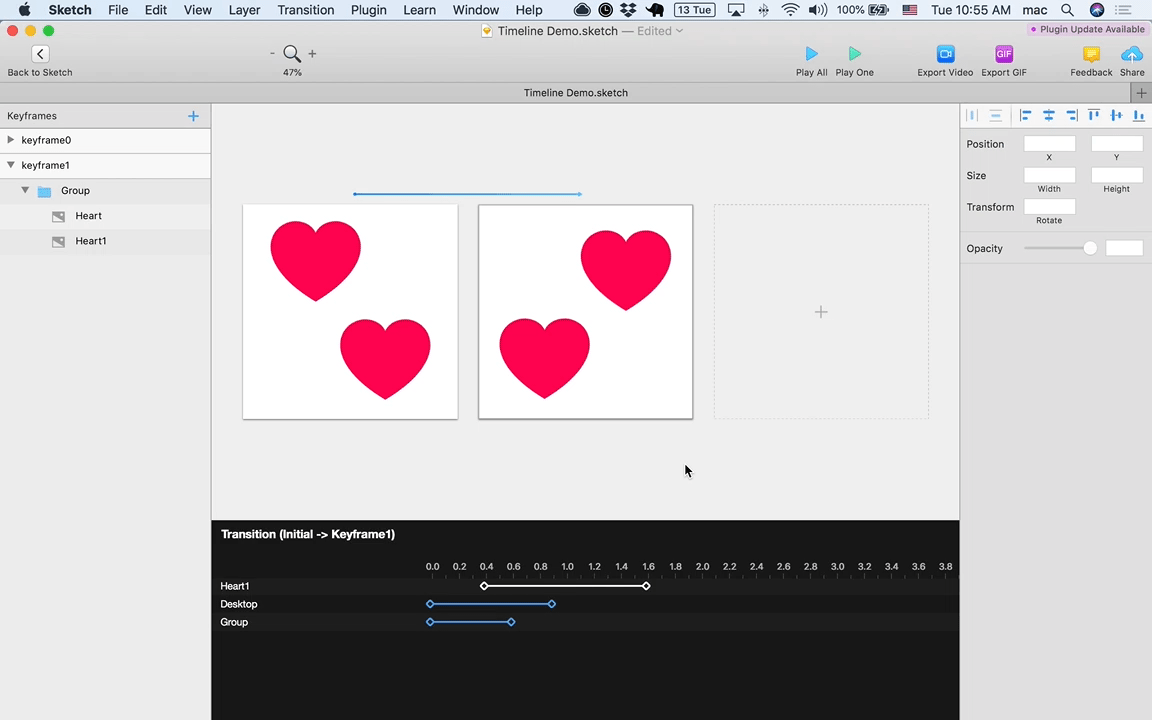 Sketch File Edit View Layer Transition Plugin Learn Window Help 13 Tue 100% Tue 10:55 AM mac
Timeline Demo.sketch — Edited
Plugin Update Available
- +
Back to Sketch 47% Play All Play One Export Video GIF Export GIF Feedback Share
Timeline Demo.sketch +
Keyframes +
keyframe0
keyframe1
Group
Heart
Heart1
+
Position
X Y
Size
Width Height
Transform
Rotate
Opacity
Transition (Initial -> Keyframe1)
0.0 0.2 0.4 0.6 0.8 1.0 1.2 1.4 1.6 1.8 2.0 2.2 2.4 2.6 2.8 3.0 3.2 3.4 3.6 3.8
Heart1
Desktop
Group